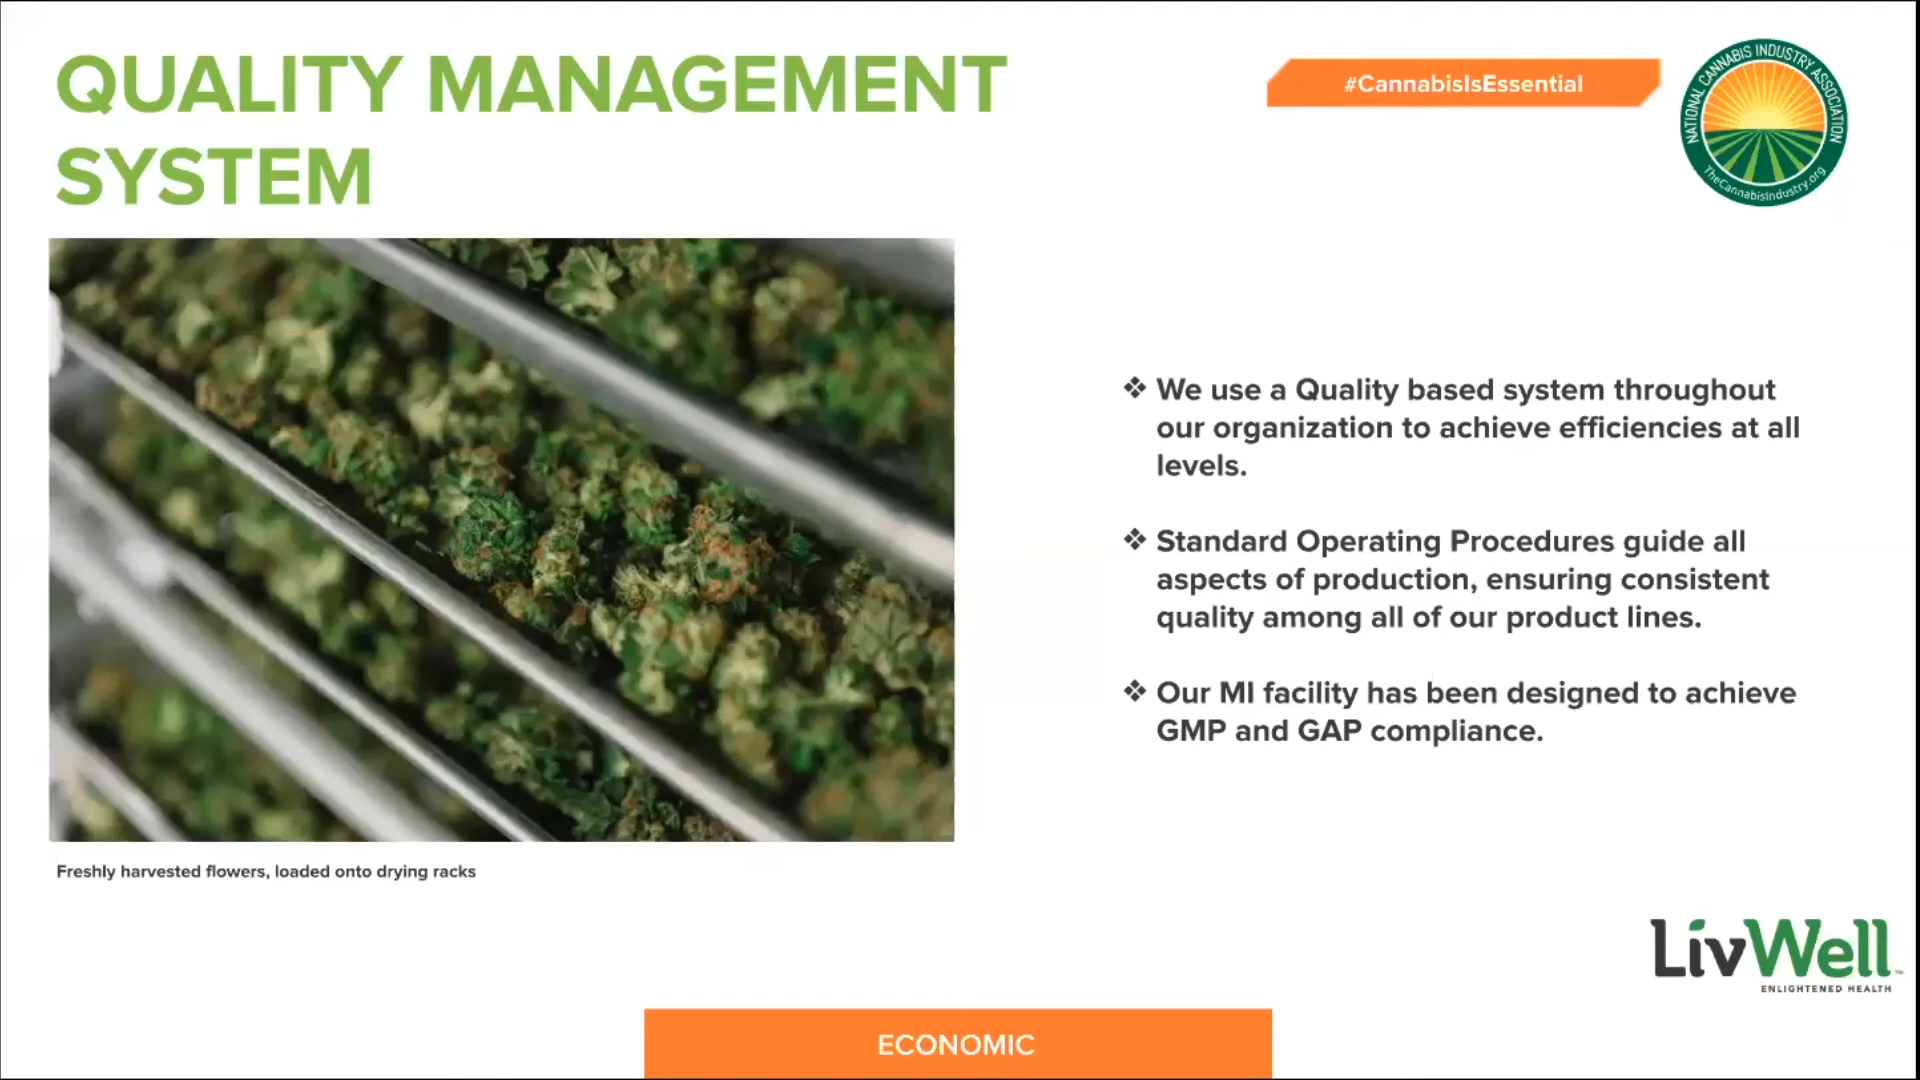 QUALITY MANAGEMENT
SYSTEM
#CannabisIsEssential
NATIONAL CANNABIS INDUSTRY ASSOCIATION
TheCannabisIndustry.org
❖ We use a Quality based system throughout
our organization to achieve efficiencies at all
levels.
❖ Standard Operating Procedures guide all
aspects of production, ensuring consistent
quality among all of our product lines.
❖ Our MI facility has been designed to achieve
GMP and GAP compliance.
Freshly harvested flowers, loaded onto drying racks
LivWell™
ENLIGHTENED HEALTH
ECONOMIC